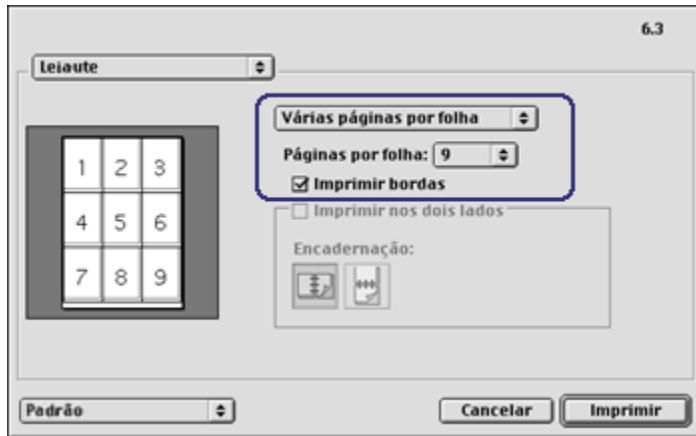 6.3
Leiaute
Várias páginas por folha
Páginas por folha: 9
Imprimir bordas
1 2 3
4 5 6
7 8 9
Imprimir nos dois lados
Encadernação:
Padrão
Cancelar
Imprimir